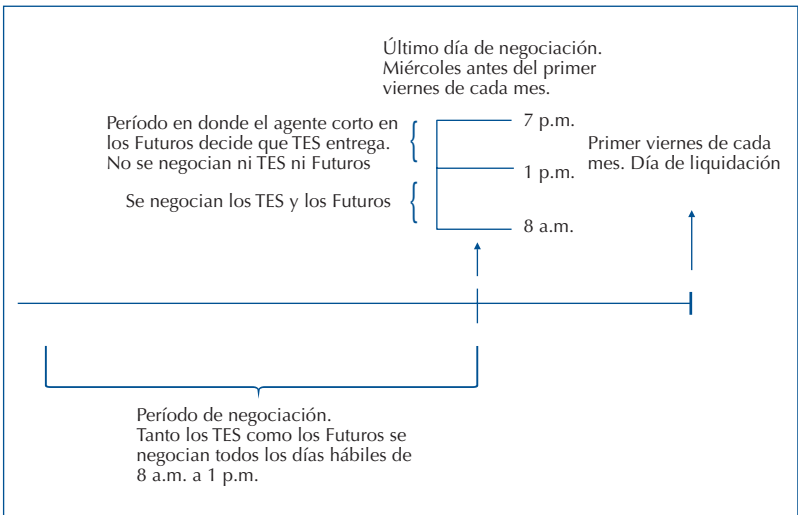 Último día de negociación.
Miércoles antes del primer
viernes de cada mes.
Período en donde el agente corto en
los Futuros decide que TES entrega.
No se negocian ni TES ni Futuros
Se negocian los TES y los Futuros
7 p.m.
1 p.m.
8 a.m.
Primer viernes de cada
mes. Día de liquidación
Período de negociación.
Tanto los TES como los Futuros se
negocian todos los días hábiles de
8 a.m. a 1 p.m.